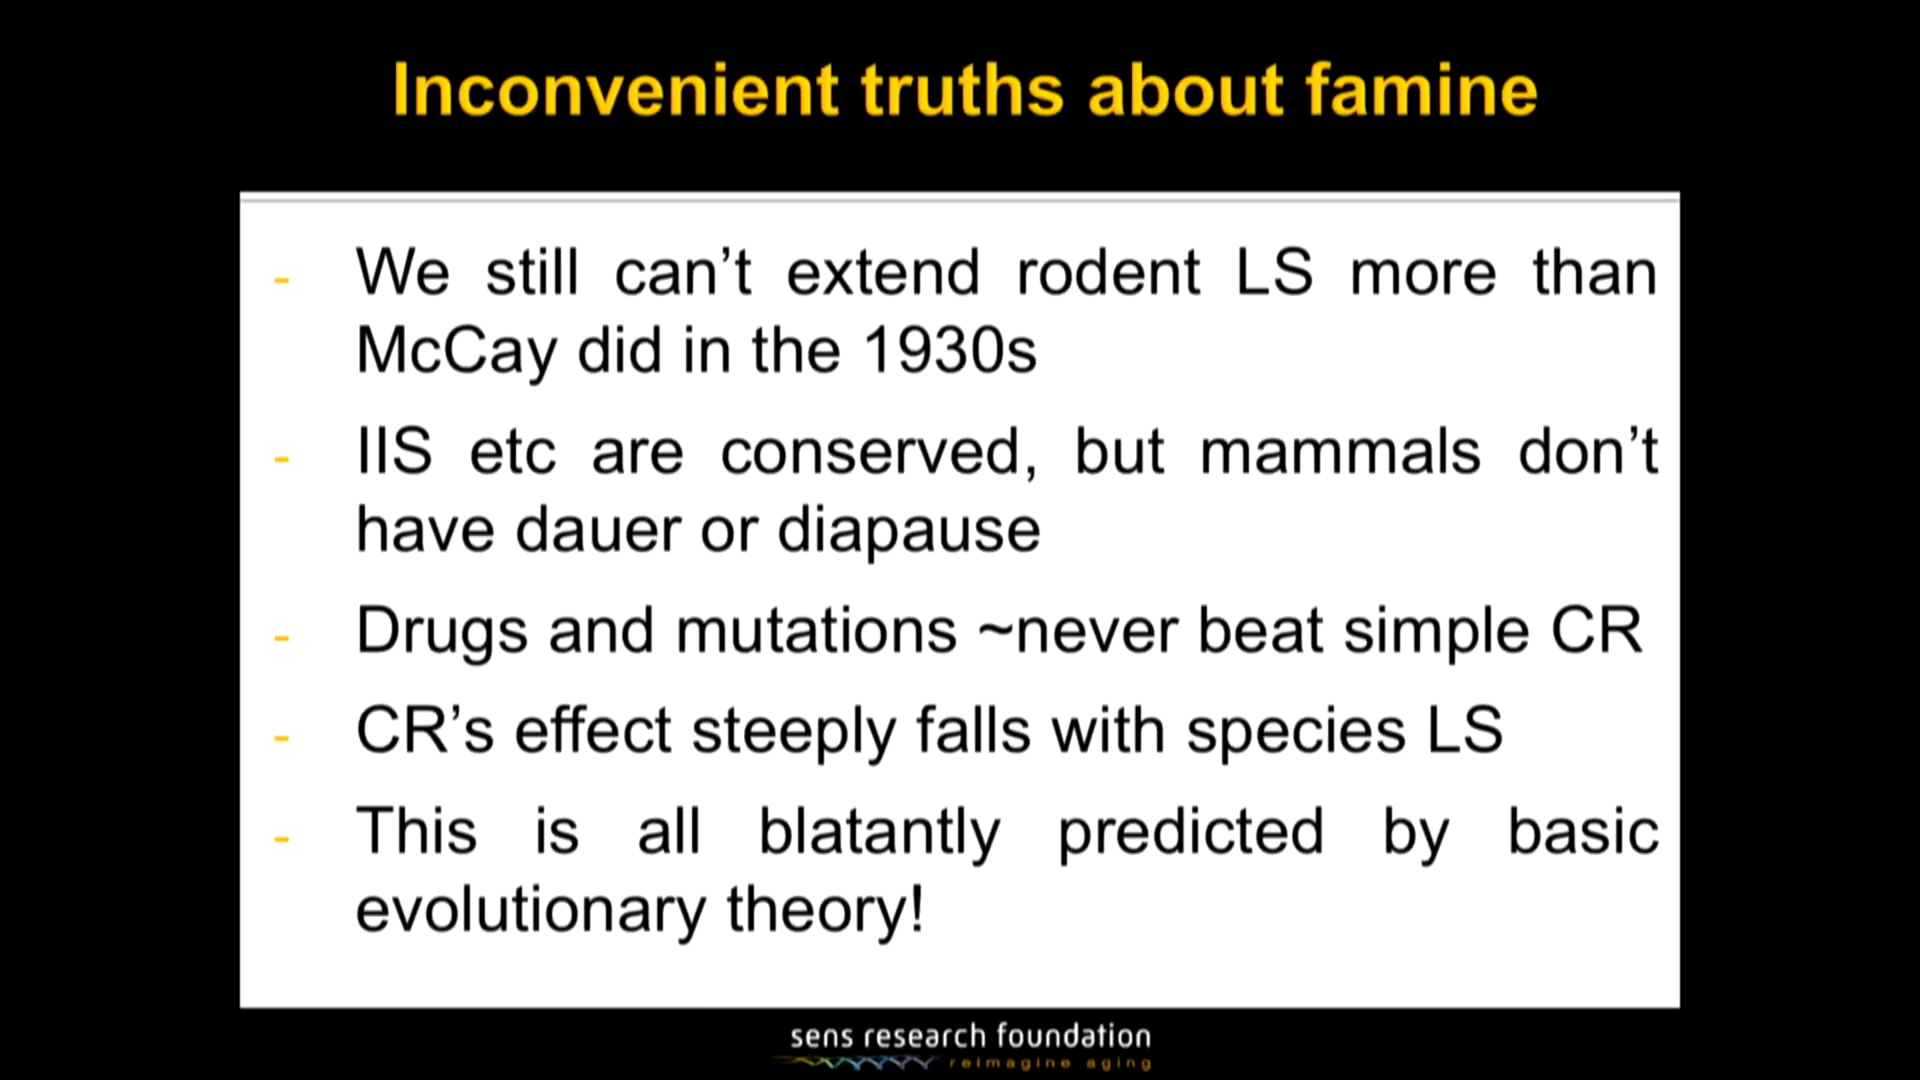 Inconvenient truths about famine
- We still can’t extend rodent LS more than
McCay did in the 1930s
- IIS etc are conserved, but mammals don’t
have dauer or diapause
- Drugs and mutations ~never beat simple CR
- CR’s effect steeply falls with species LS
- This is all blatantly predicted by basic
evolutionary theory!
sens research foundation
reimagine aging